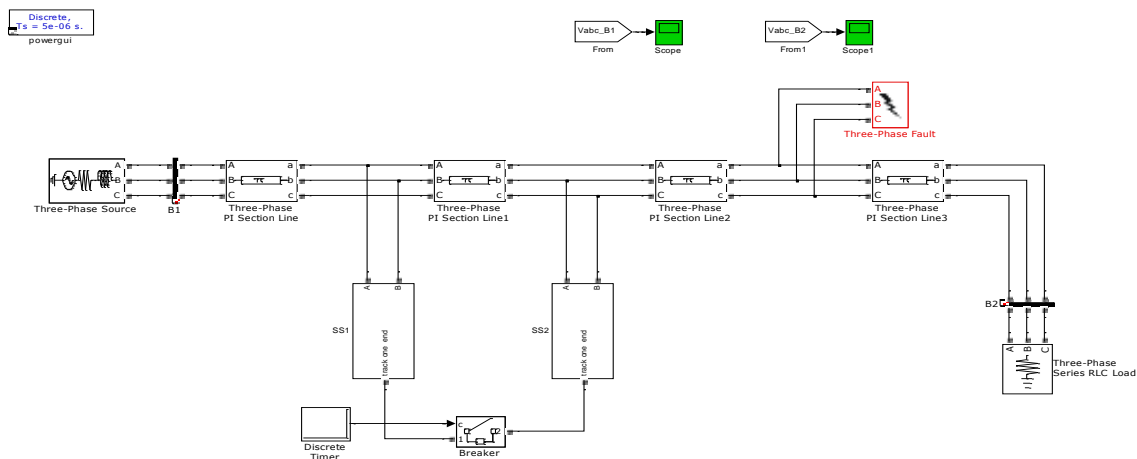 Discrete,
Ts = 5e-06 s.
powergui
Vabc_B1
From
Scope
Vabc_B2
From1
Scope1
A
B
C
Three-Phase Fault
A
B
C
Three-Phase Source
B1
A
B
C
a
b
c
Three-Phase
PI Section Line
A
B
C
a
b
c
Three-Phase
PI Section Line1
A
B
C
a
b
c
Three-Phase
PI Section Line2
A
B
C
a
b
c
Three-Phase
PI Section Line3
A
B
SS1
track one end
A
B
SS2
track one end
B2
A
B
C
Three-Phase
Series RLC Load
Discrete
Timer
c
1
2
Breaker